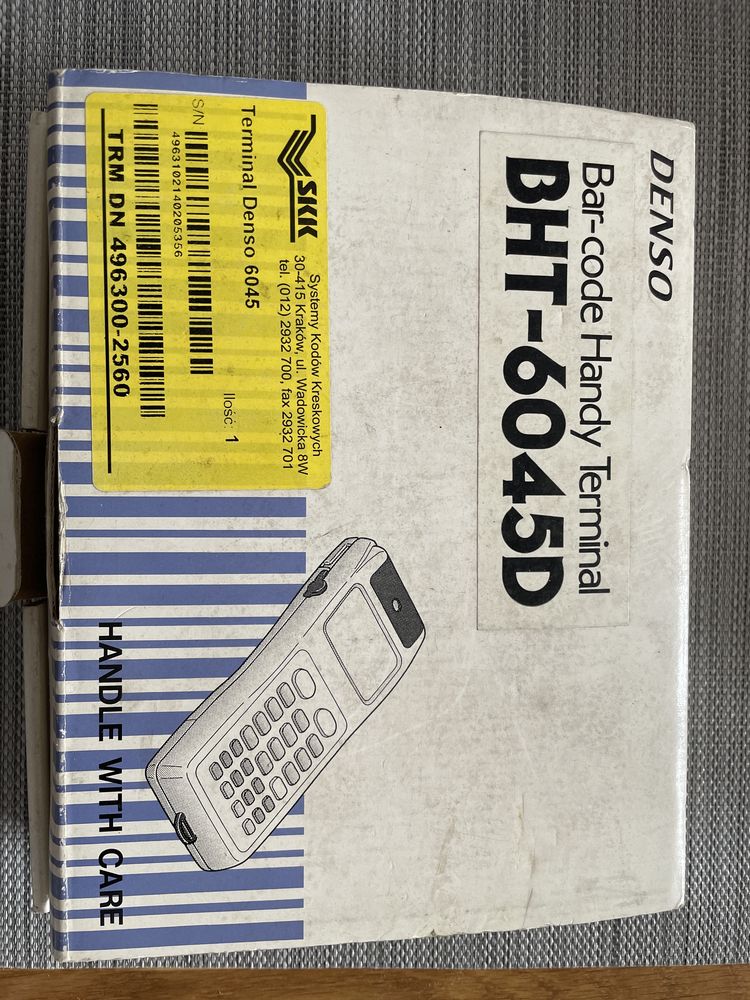 DENSO
Bar-code Handy Terminal
BHT-6045D
SKK
Systemy Kodów Kreskowych
30-415 Kraków, ul. Wadowicka 8W
tel. (012) 2932 700, fax 2932 701
Terminal Denso 6045
Ilość: 1
S/N
4963102140205356
TRM DN 496300-2560
HANDLE WITH CARE